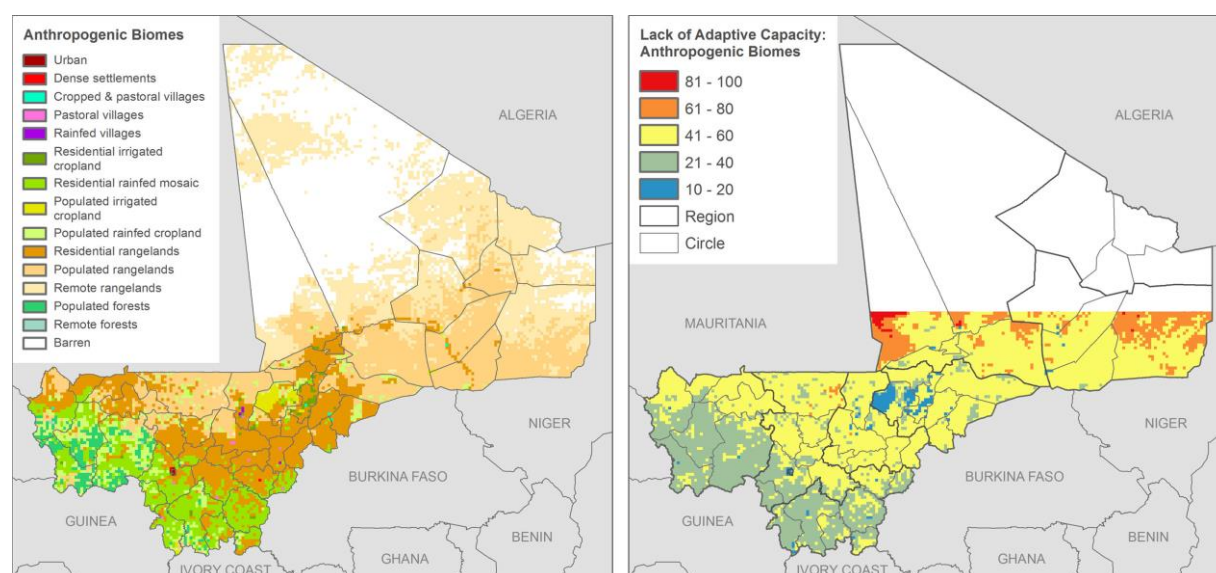 Anthropogenic Biomes
Urban
Dense settlements
Cropped & pastoral villages
Pastoral villages
Rainfed villages
Residential irrigated
cropland
Residential rainfed mosaic
Populated irrigated
cropland
Populated rainfed cropland
Residential rangelands
Populated rangelands
Remote rangelands
Populated forests
Remote forests
Barren
ALGERIA
NIGER
BURKINA FASO
GUINEA
BENIN
GHANA
IVORY COAST
Lack of Adaptive Capacity:
Anthropogenic Biomes
81 - 100
61 - 80
41 - 60
21 - 40
10 - 20
Region
Circle
ALGERIA
MAURITANIA
NIGER
BURKINA FASO
GUINEA
BENIN
GHANA
IVORY COAST